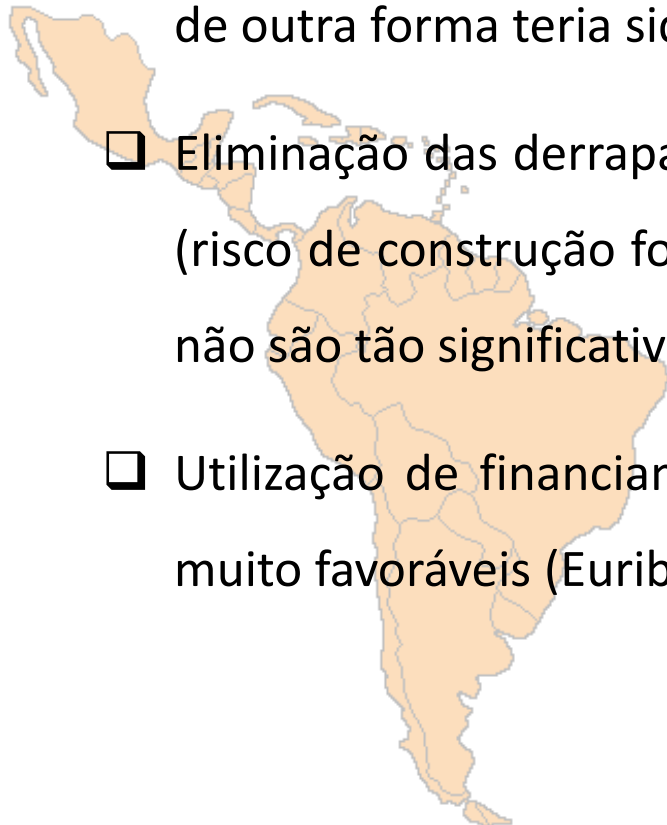 de outra forma teria sid
❑ Eliminação das derrapa
(risco de construção fo
não são tão significativ
❑ Utilização de financiar
muito favoráveis (Eurib